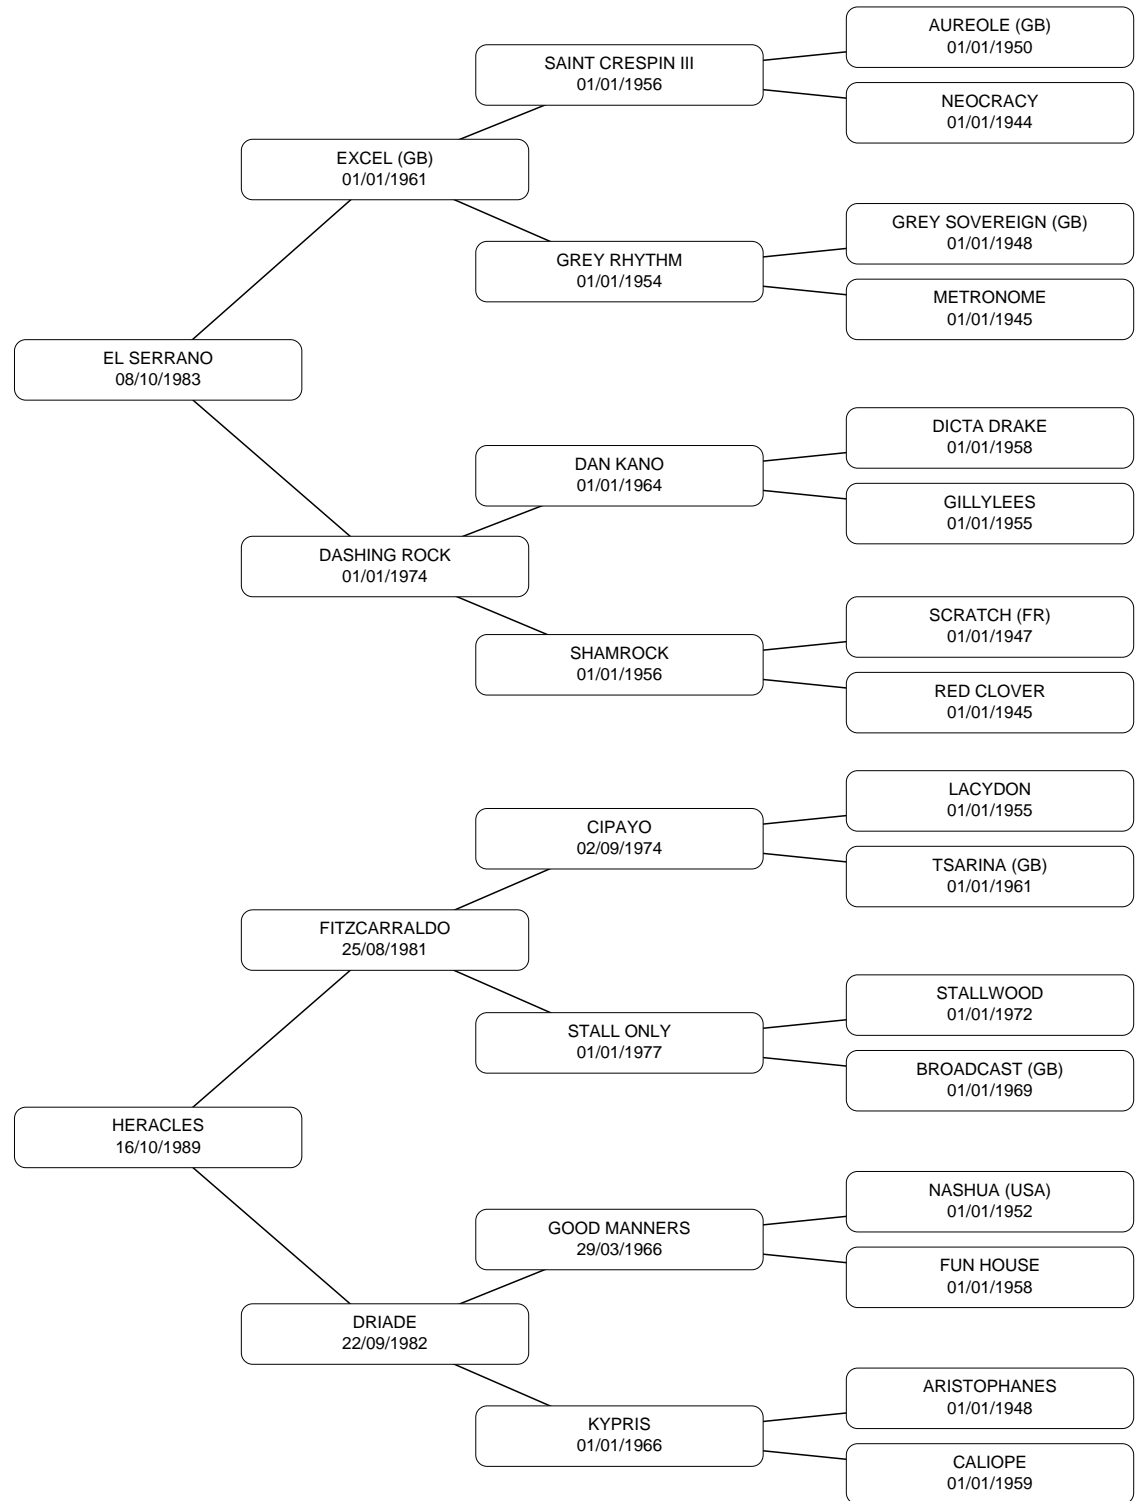 AUREOLE (GB)
01/01/1950
SAINT CRESPIN III
01/01/1956
NEOCRACY
01/01/1944
EXCEL (GB)
01/01/1961
GREY SOVEREIGN (GB)
01/01/1948
GREY RHYTHM
01/01/1954
METRONOME
01/01/1945
EL SERRANO
08/10/1983
DICTA DRAKE
01/01/1958
DAN KANO
01/01/1964
GILLYLEES
01/01/1955
DASHING ROCK
01/01/1974
SCRATCH (FR)
01/01/1947
SHAMROCK
01/01/1956
RED CLOVER
01/01/1945
LACYDON
01/01/1955
CIPAYO
02/09/1974
TSARINA (GB)
01/01/1961
FITZCARRALDO
25/08/1981
STALLWOOD
01/01/1972
STALL ONLY
01/01/1977
BROADCAST (GB)
01/01/1969
HERACLES
16/10/1989
NASHUA (USA)
01/01/1952
GOOD MANNERS
29/03/1966
FUN HOUSE
01/01/1958
DRIADE
22/09/1982
ARISTOPHANES
01/01/1948
KYPRIS
01/01/1966
CALIOPE
01/01/1959